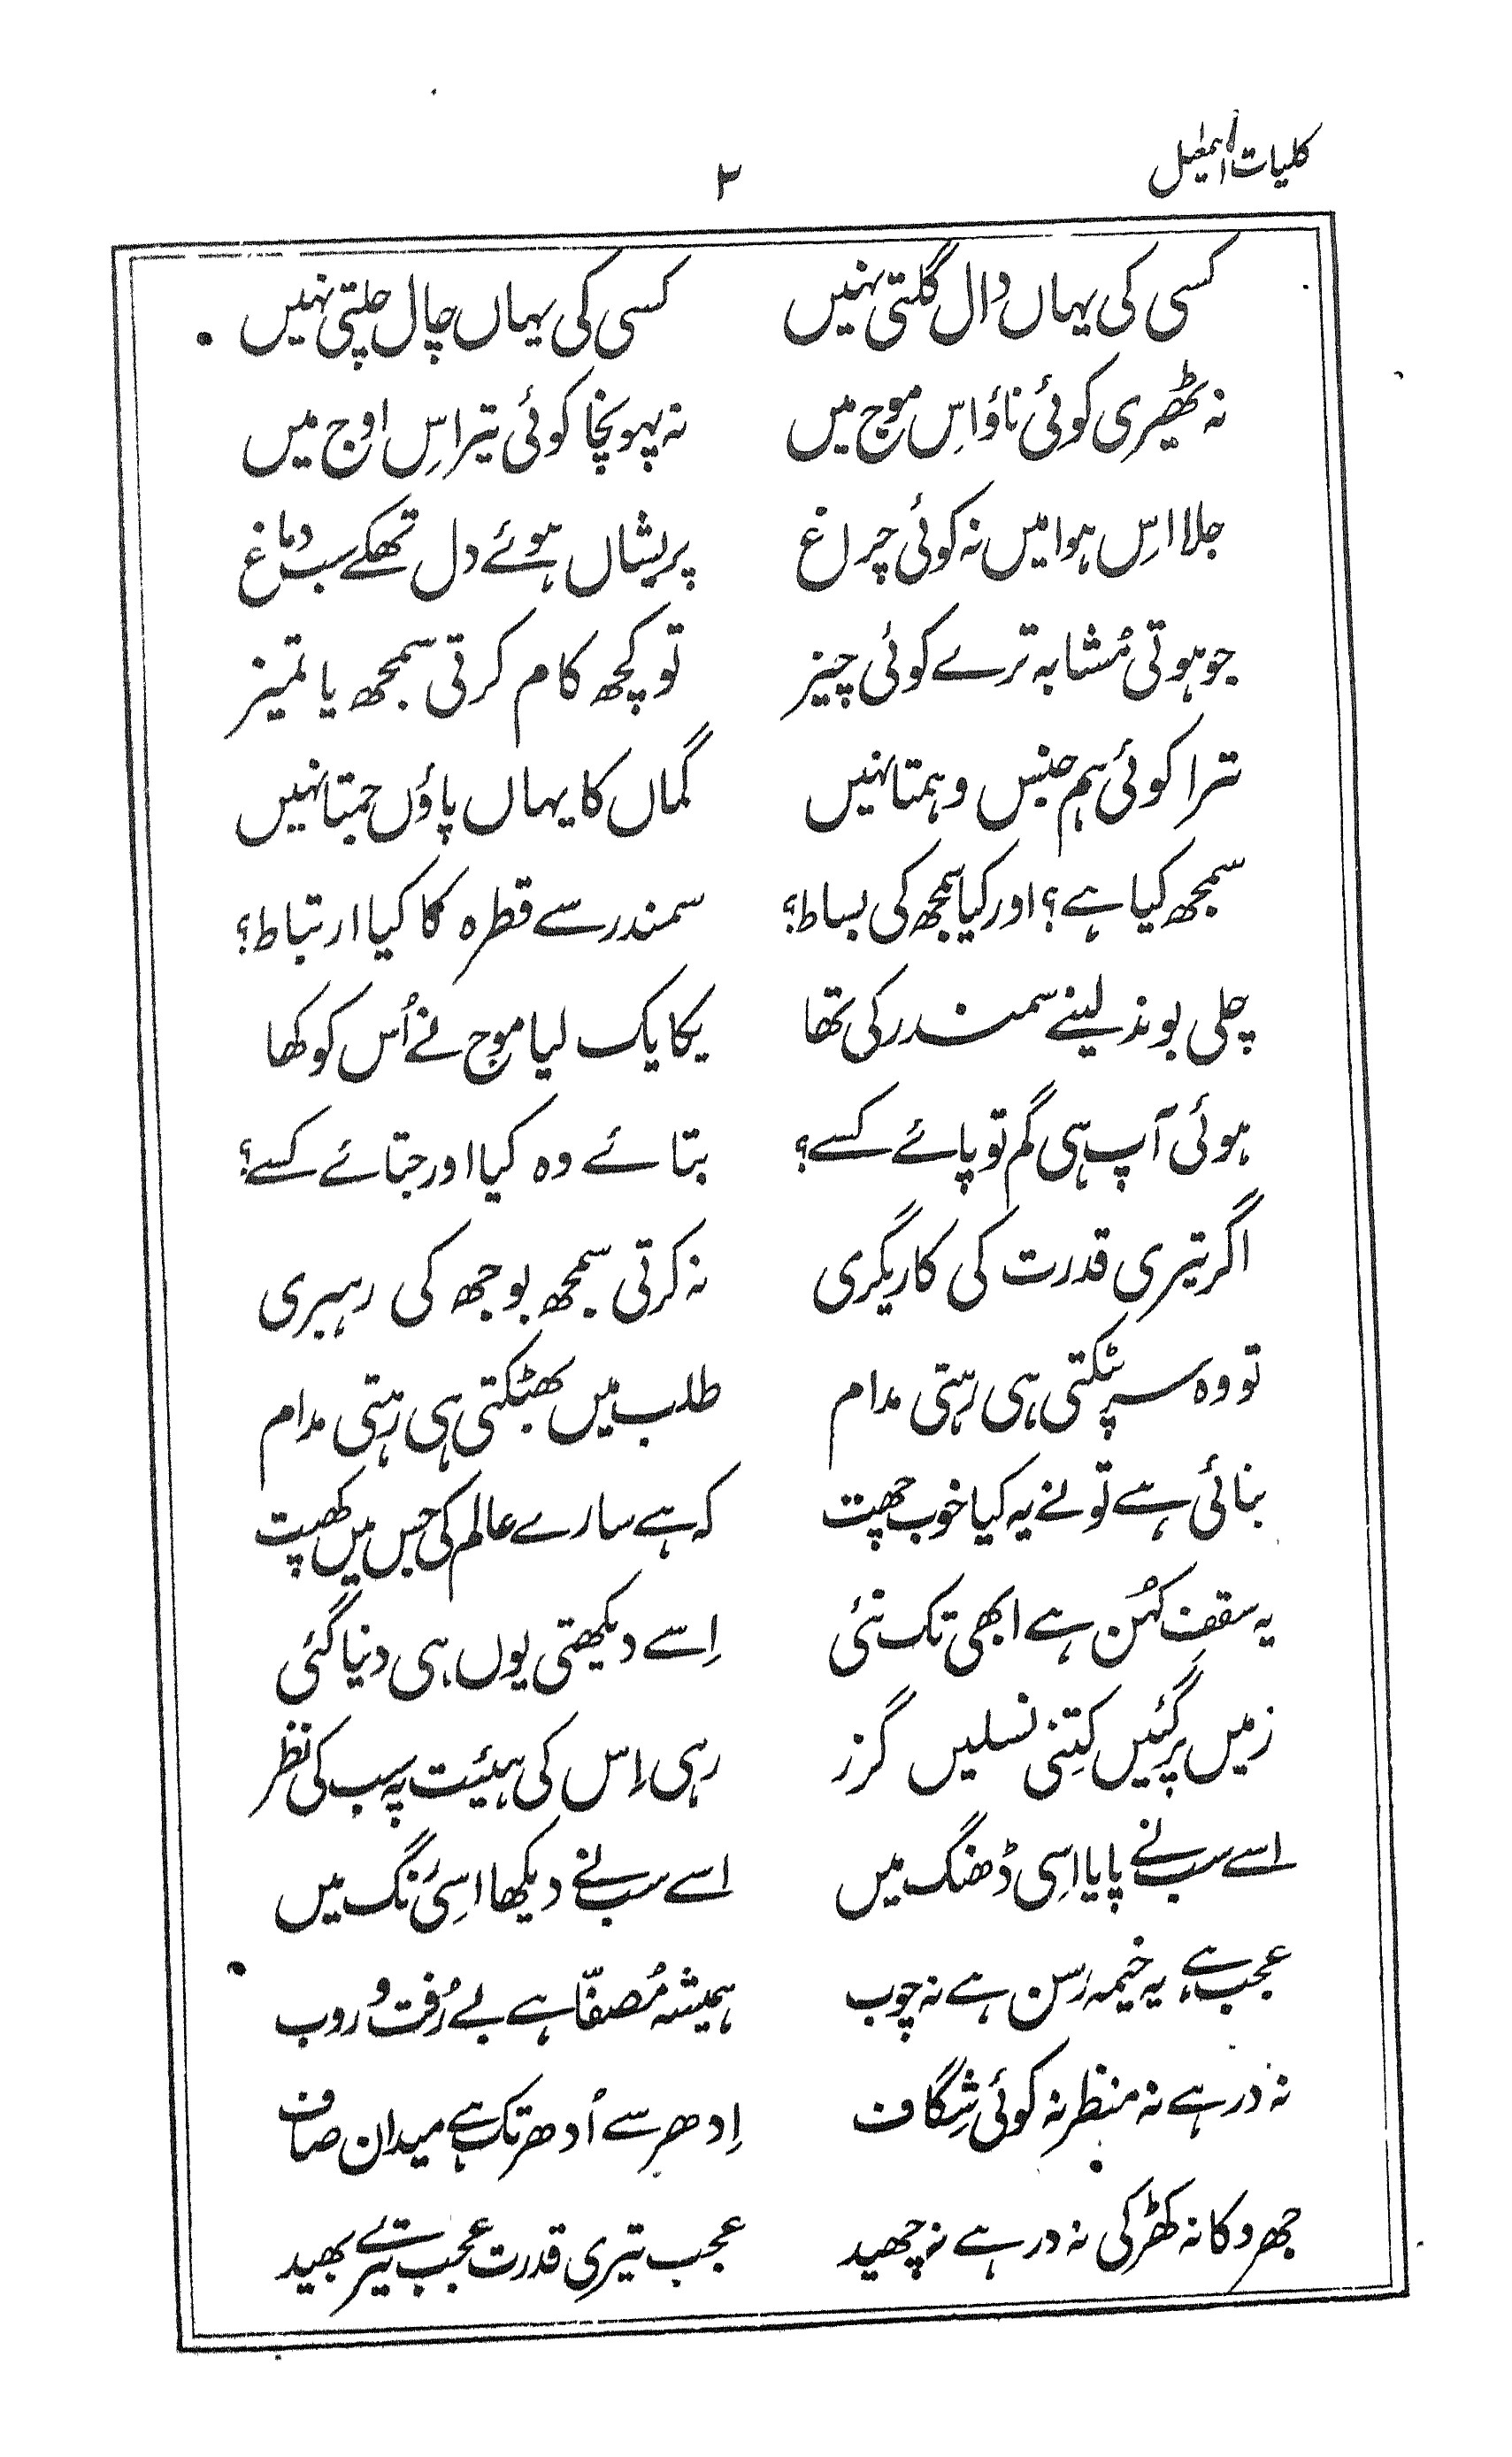 کلیات اسمٰعیل
۳
کسی کی یہاں دال گلتی نہیں کسی کی یہاں چال چلتی نہیں
نہ ٹھیری کوئی ناؤ اِس موج میں نہ پہونچا کوئی تیر اِس اوج میں
جلا اِس ہوا میں نہ کوئی چراغ پریشاں ہوئے دل تھکے سب دماغ
جو ہوتی مُشابہ ترے کوئی چیز تو کچھ کام کرتی سمجھ یا تمیز
ترا کوئی ہم جنس و ہمتا نہیں گماں کا یہاں پاؤں جمتا نہیں
سمجھ کیا ہے؟ اور کیا سمجھ کی بساط؟ سمندر سے قطرہ کا کیا ارتباط؟
چلی بوند لینے سمندر کی تھا یکایک لیا موج نے اُس کو کھا
ہوئی آپ ہی گم تو پائے کسے؟ بتائے وہ کیا اور جتائے کسے؟
اگر تیری قدرت کی کاریگری نہ کرتی سمجھ بوجھ کی رہبری
تو وہ سر پٹکتی ہی رہتی مدام طلب میں بھٹکتی ہی رہتی مدام
بنائی ہے تو نے یہ کیا خوب چھت کہ ہے سارے عالم کی جس میں کھپت
یہ سقفِ کہُن ہے ابھی تک نئی اِسے دیکھتی یوں ہی دنیا گئی
زمیں پر گئیں کِتنی نسلیں گزر رہی اِس کی ہیئت پہ سب کی نظر
اسے سب نے پایا اِسی ڈھنگ میں اسے سب نے دیکھا اسِی رنگ میں
عجب ہے یہ خیمہ رَسن ہے نہ چوب ہمیشہ مُصفّا ہے بے رُفت و روب
نہ در ہے نہ منظر نہ کوئی شِگاف اِدھر سے اُدھر تک ہے میدان صاف
جھروکا نہ کھڑکی نہ در ہے نہ چھید عجب تیری قدرت عجب تیرے بھید